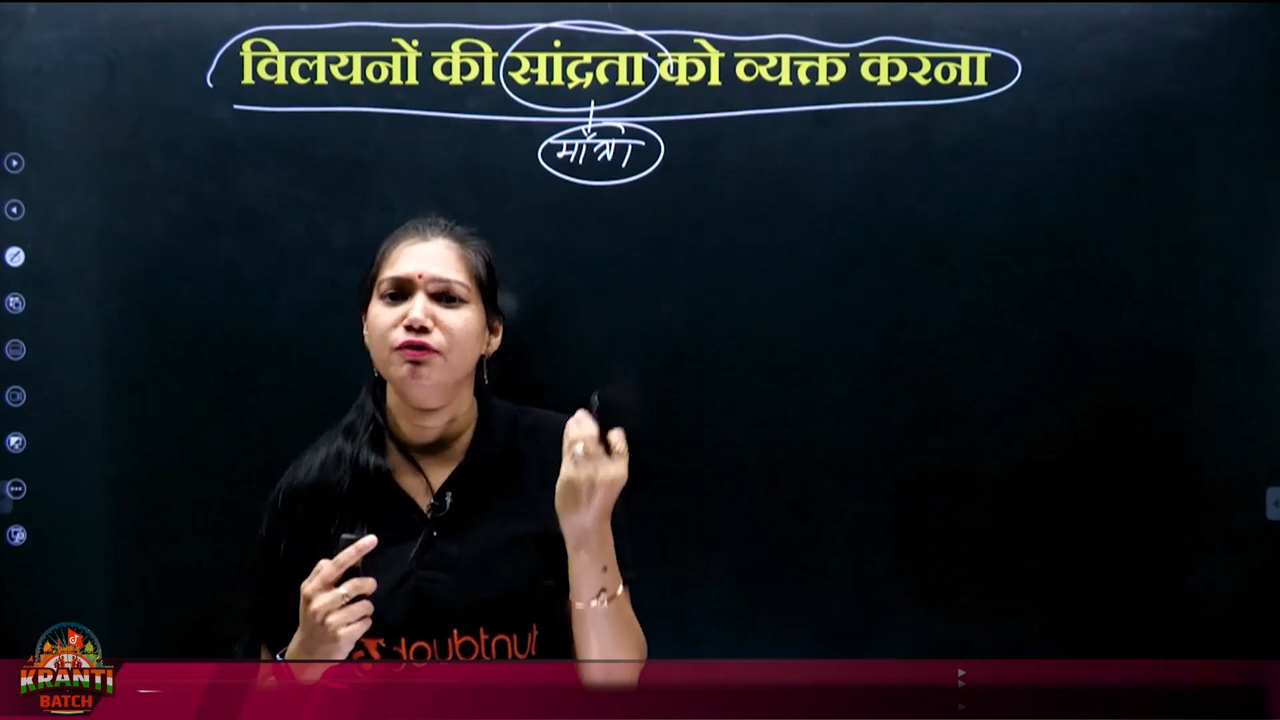 विलयनों की सांद्रता को व्यक्त करना
मात्रा
doubtnut
KRANTI
BATCH